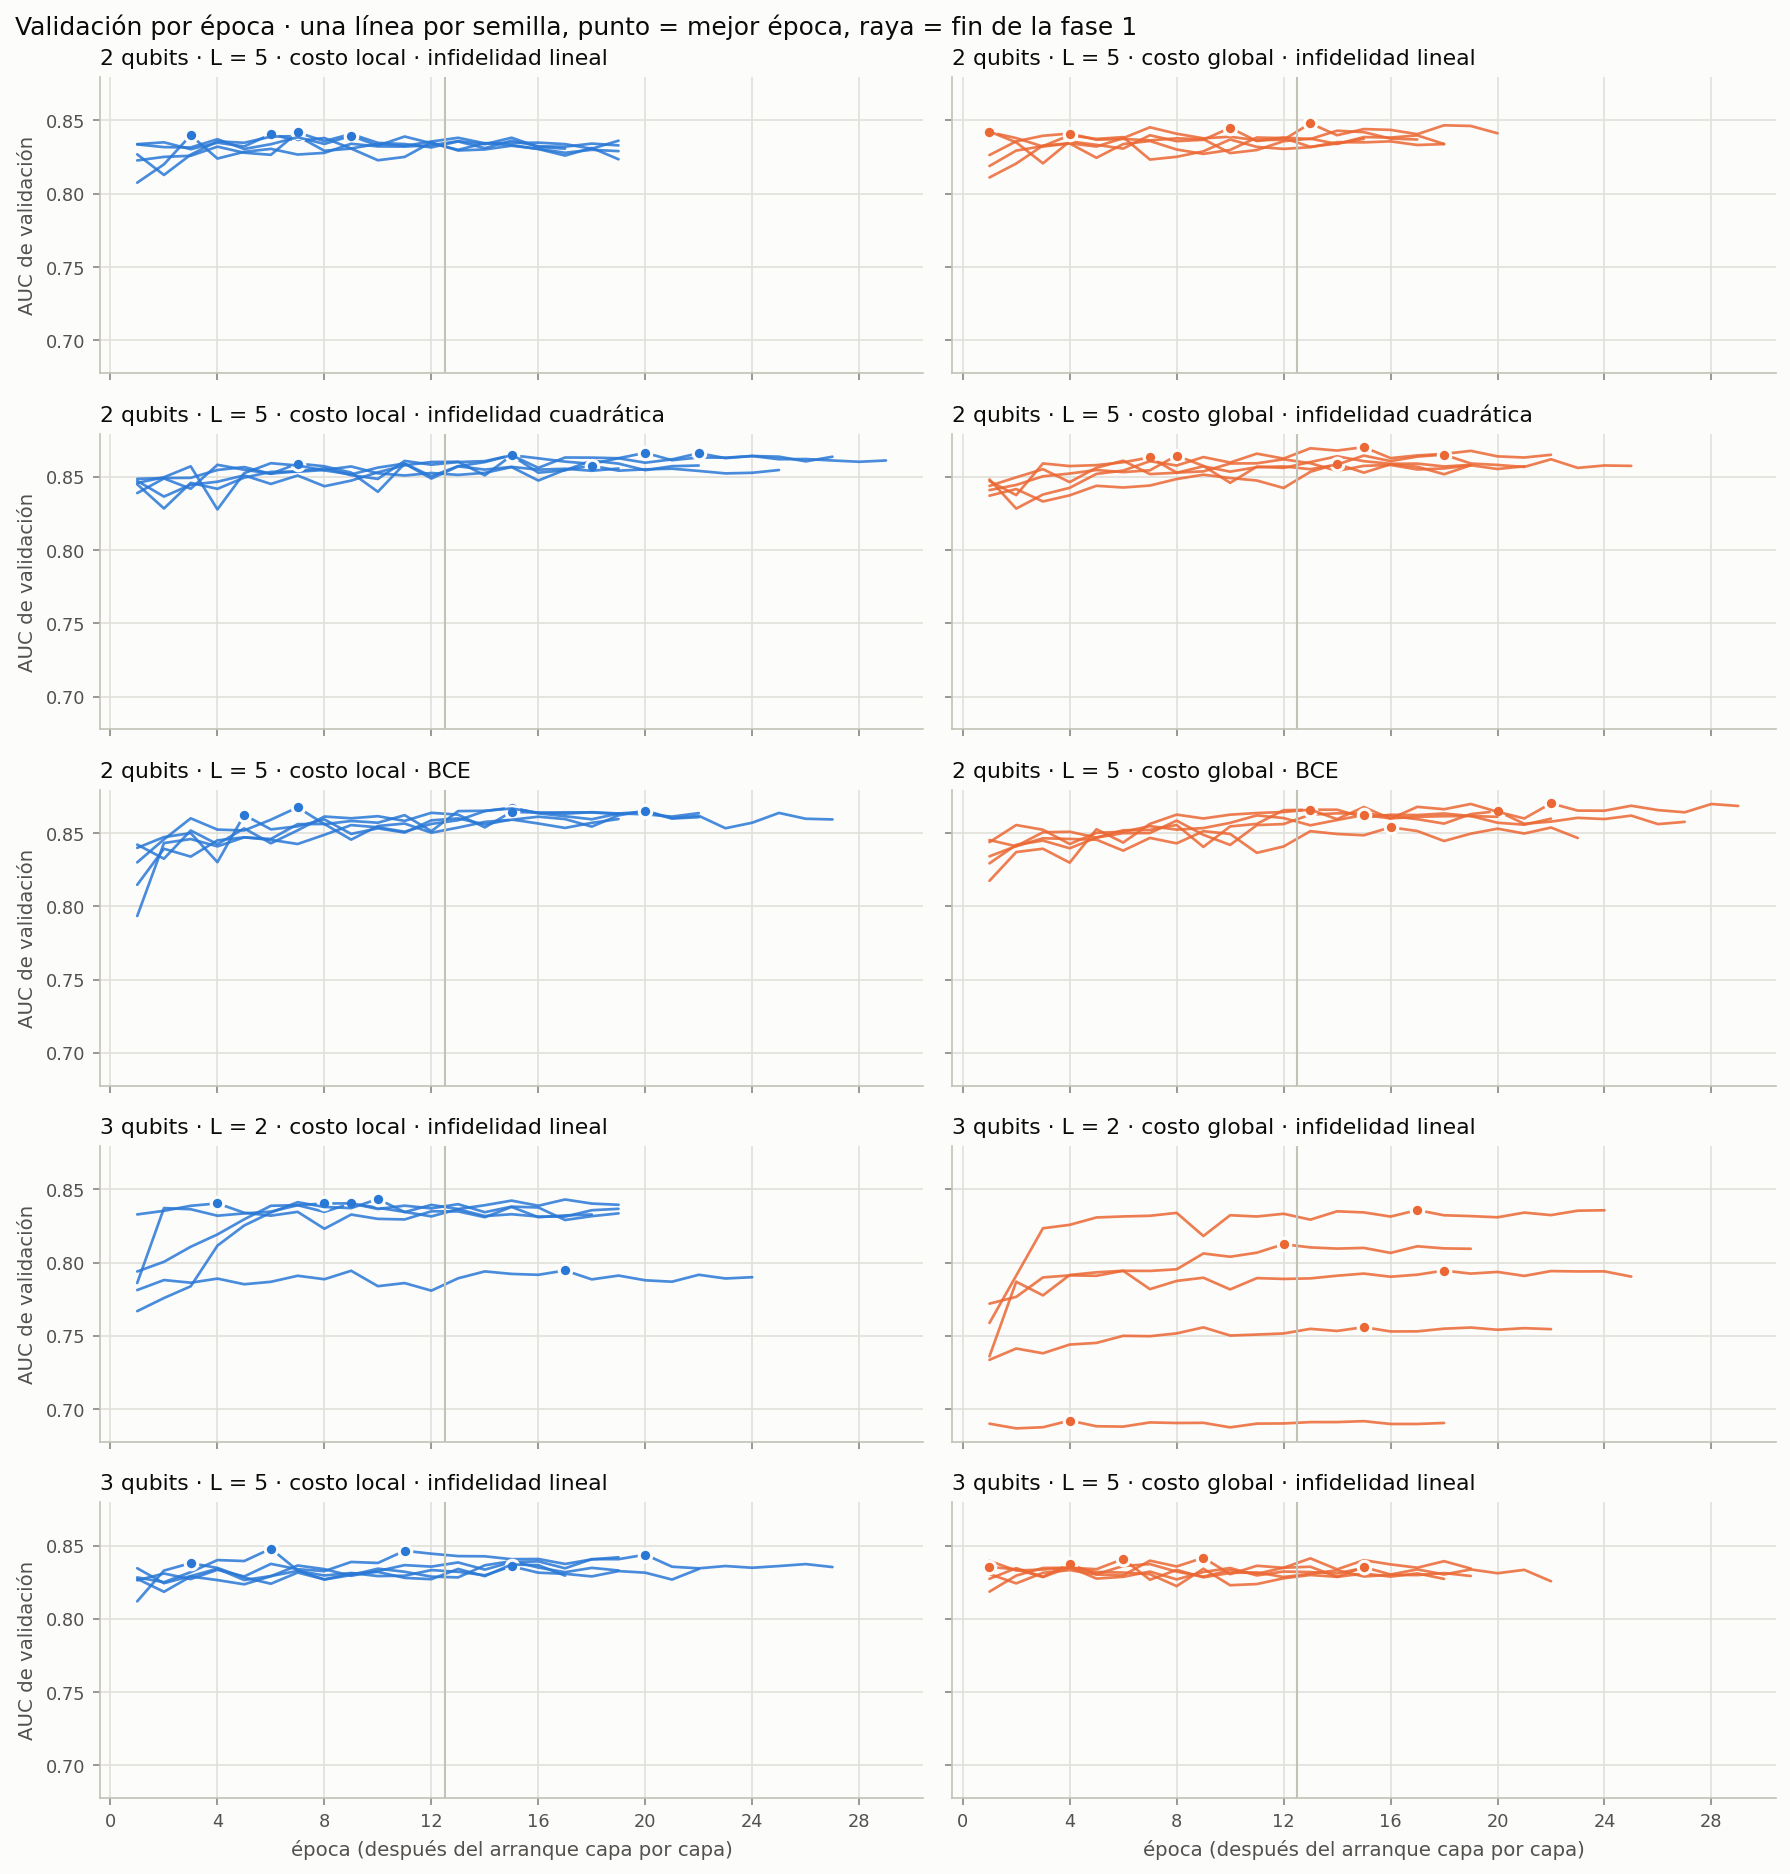 Validación por época · una línea por semilla, punto = mejor época, raya = fin de la fase 1
2 qubits · L = 5 · costo local · infidelidad lineal
2 qubits · L = 5 · costo global · infidelidad lineal
AUC de validación
0.85
0.80
0.75
0.70
2 qubits · L = 5 · costo local · infidelidad cuadrática
2 qubits · L = 5 · costo global · infidelidad cuadrática
AUC de validación
0.85
0.80
0.75
0.70
2 qubits · L = 5 · costo local · BCE
2 qubits · L = 5 · costo global · BCE
AUC de validación
0.85
0.80
0.75
0.70
3 qubits · L = 2 · costo local · infidelidad lineal
3 qubits · L = 2 · costo global · infidelidad lineal
AUC de validación
0.85
0.80
0.75
0.70
3 qubits · L = 5 · costo local · infidelidad lineal
3 qubits · L = 5 · costo global · infidelidad lineal
AUC de validación
0.85
0.80
0.75
0.70
0 4 8 12 16 20 24 28
0 4 8 12 16 20 24 28
época (después del arranque capa por capa)
época (después del arranque capa por capa)